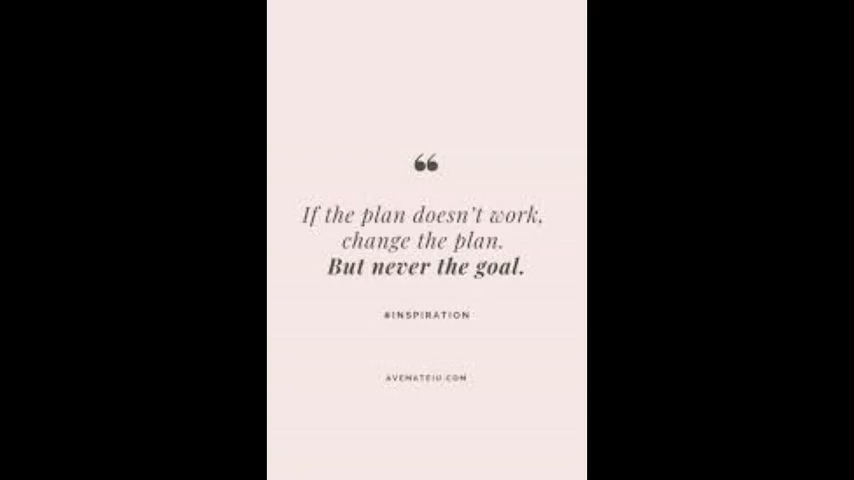 ❝
If the plan doesn't work,
change the plan.
But never the goal.
#INSPIRATION
AVEMATEIU.COM